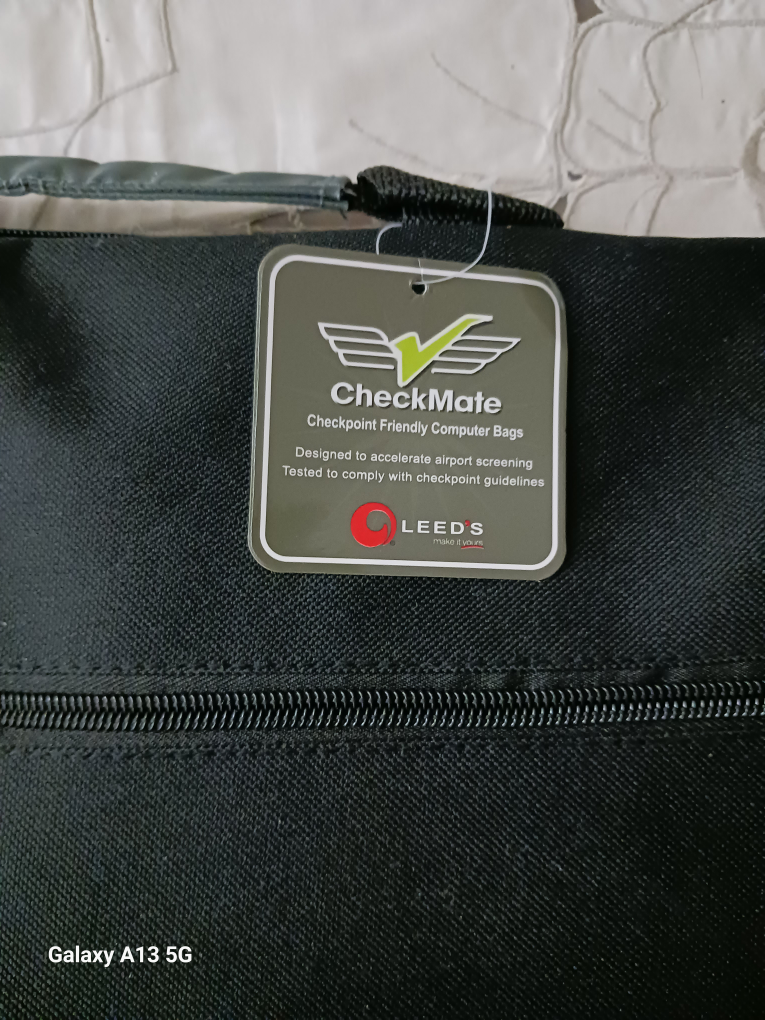 CheckMate
Checkpoint Friendly Computer Bags
Designed to accelerate airport screening
Tested to comply with checkpoint guidelines
LEED'S
make it yours
Galaxy A13 5G